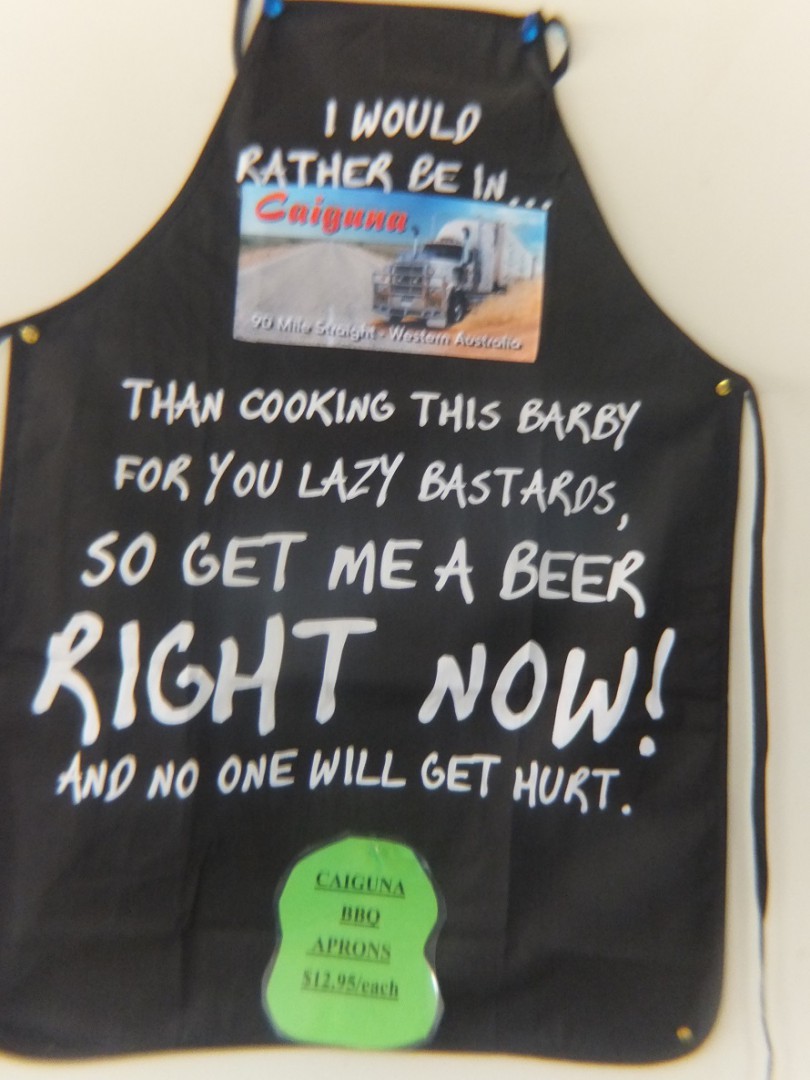 I WOULD
RATHER BE IN...
Caiguna
90 Mile Straight - Western Australia
THAN COOKING THIS BARBY
FOR YOU LAZY BASTARDS,
SO GET ME A BEER
RIGHT NOW!
AND NO ONE WILL GET HURT.
CAIGUNA
BBQ
APRONS
$12.95/each